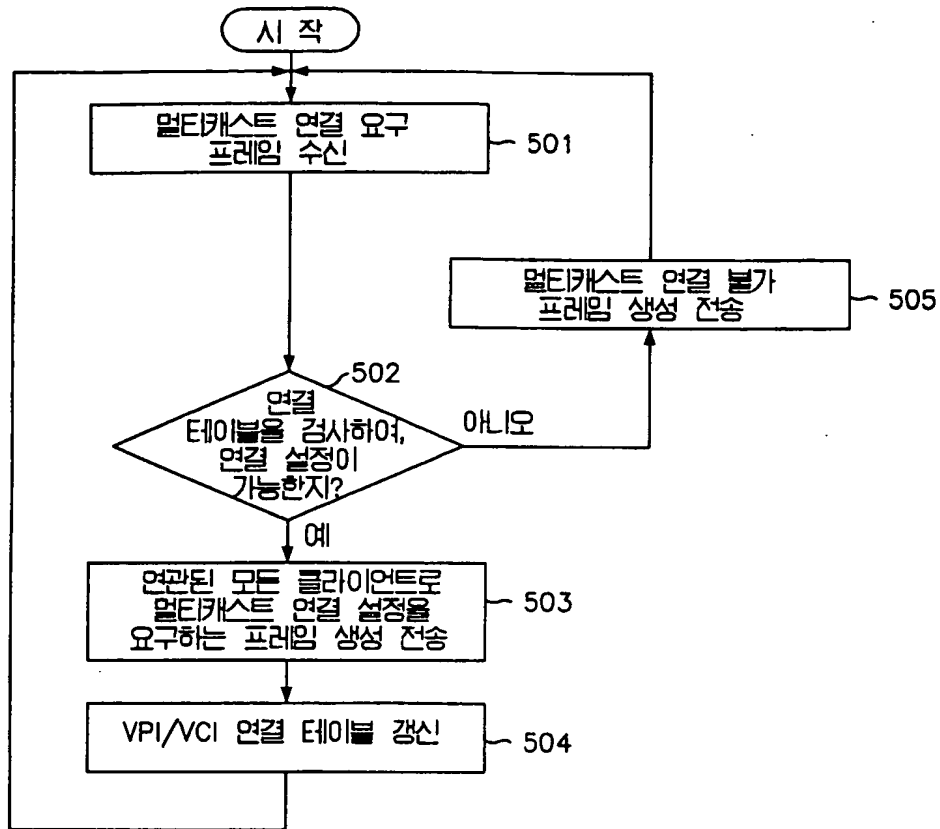 시 작
멀티캐스트 연결 요구
프레임 수신
501
멀티캐스트 연결 불가
프레임 생성 전송
505
502
연결
테이블을 검사하여,
연결 설정이
가능한지?
아니오
예
연관된 모든 클라이언트로
멀티캐스트 연결 설정을
요구하는 프레임 생성 전송
503
VPI/VCI 연결 테이블 갱신
504